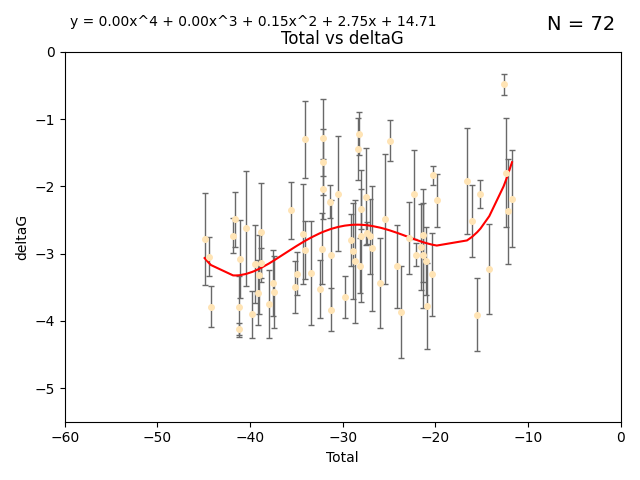 y = 0.00x^4 + 0.00x^3 + 0.15x^2 + 2.75x + 14.71
N = 72
Total vs deltaG
0
−1
−2
−3
−4
−5
deltaG
−60 −50 −40 −30 −20 −10 0
Total